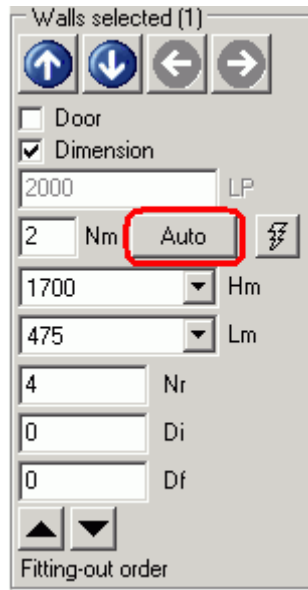 Walls selected (1)
Door
Dimension
2000 LP
2 Nm Auto
1700 Hm
475 Lm
4 Nr
0 Di
0 Df
Fitting-out order